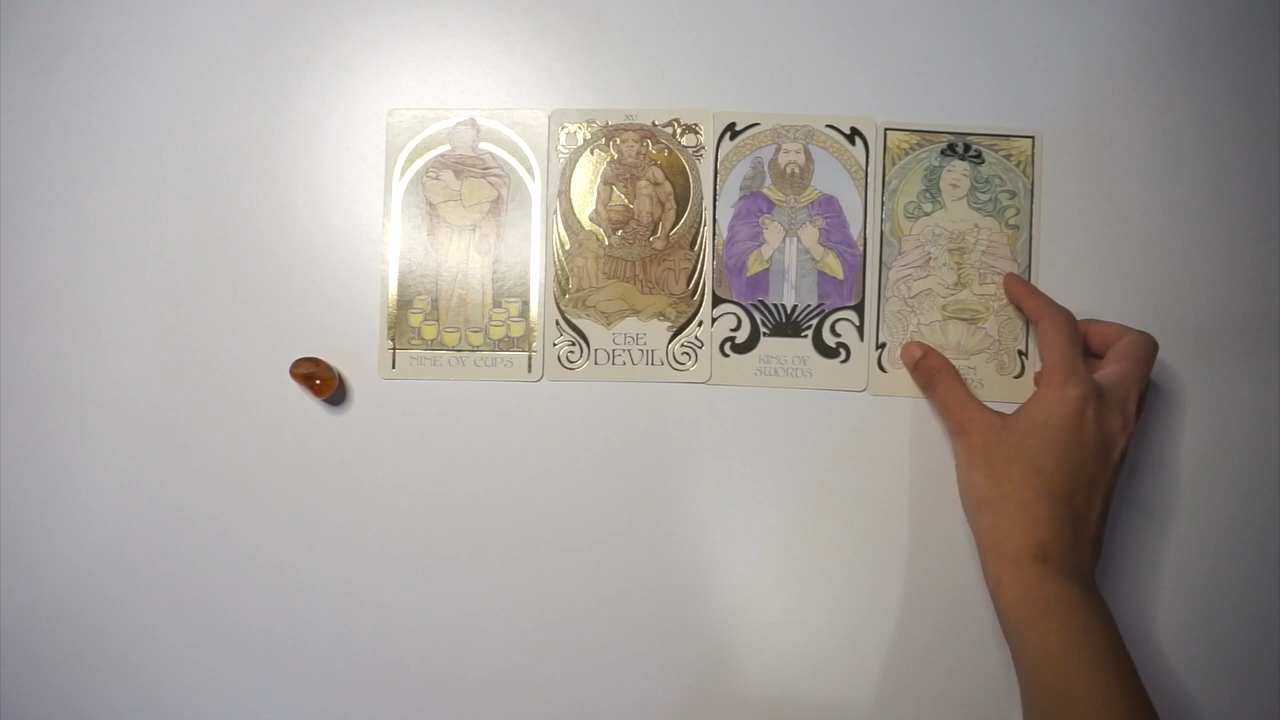 NINE OF CUPS
XV
THE
DEVIL
KING OF
SWORDS